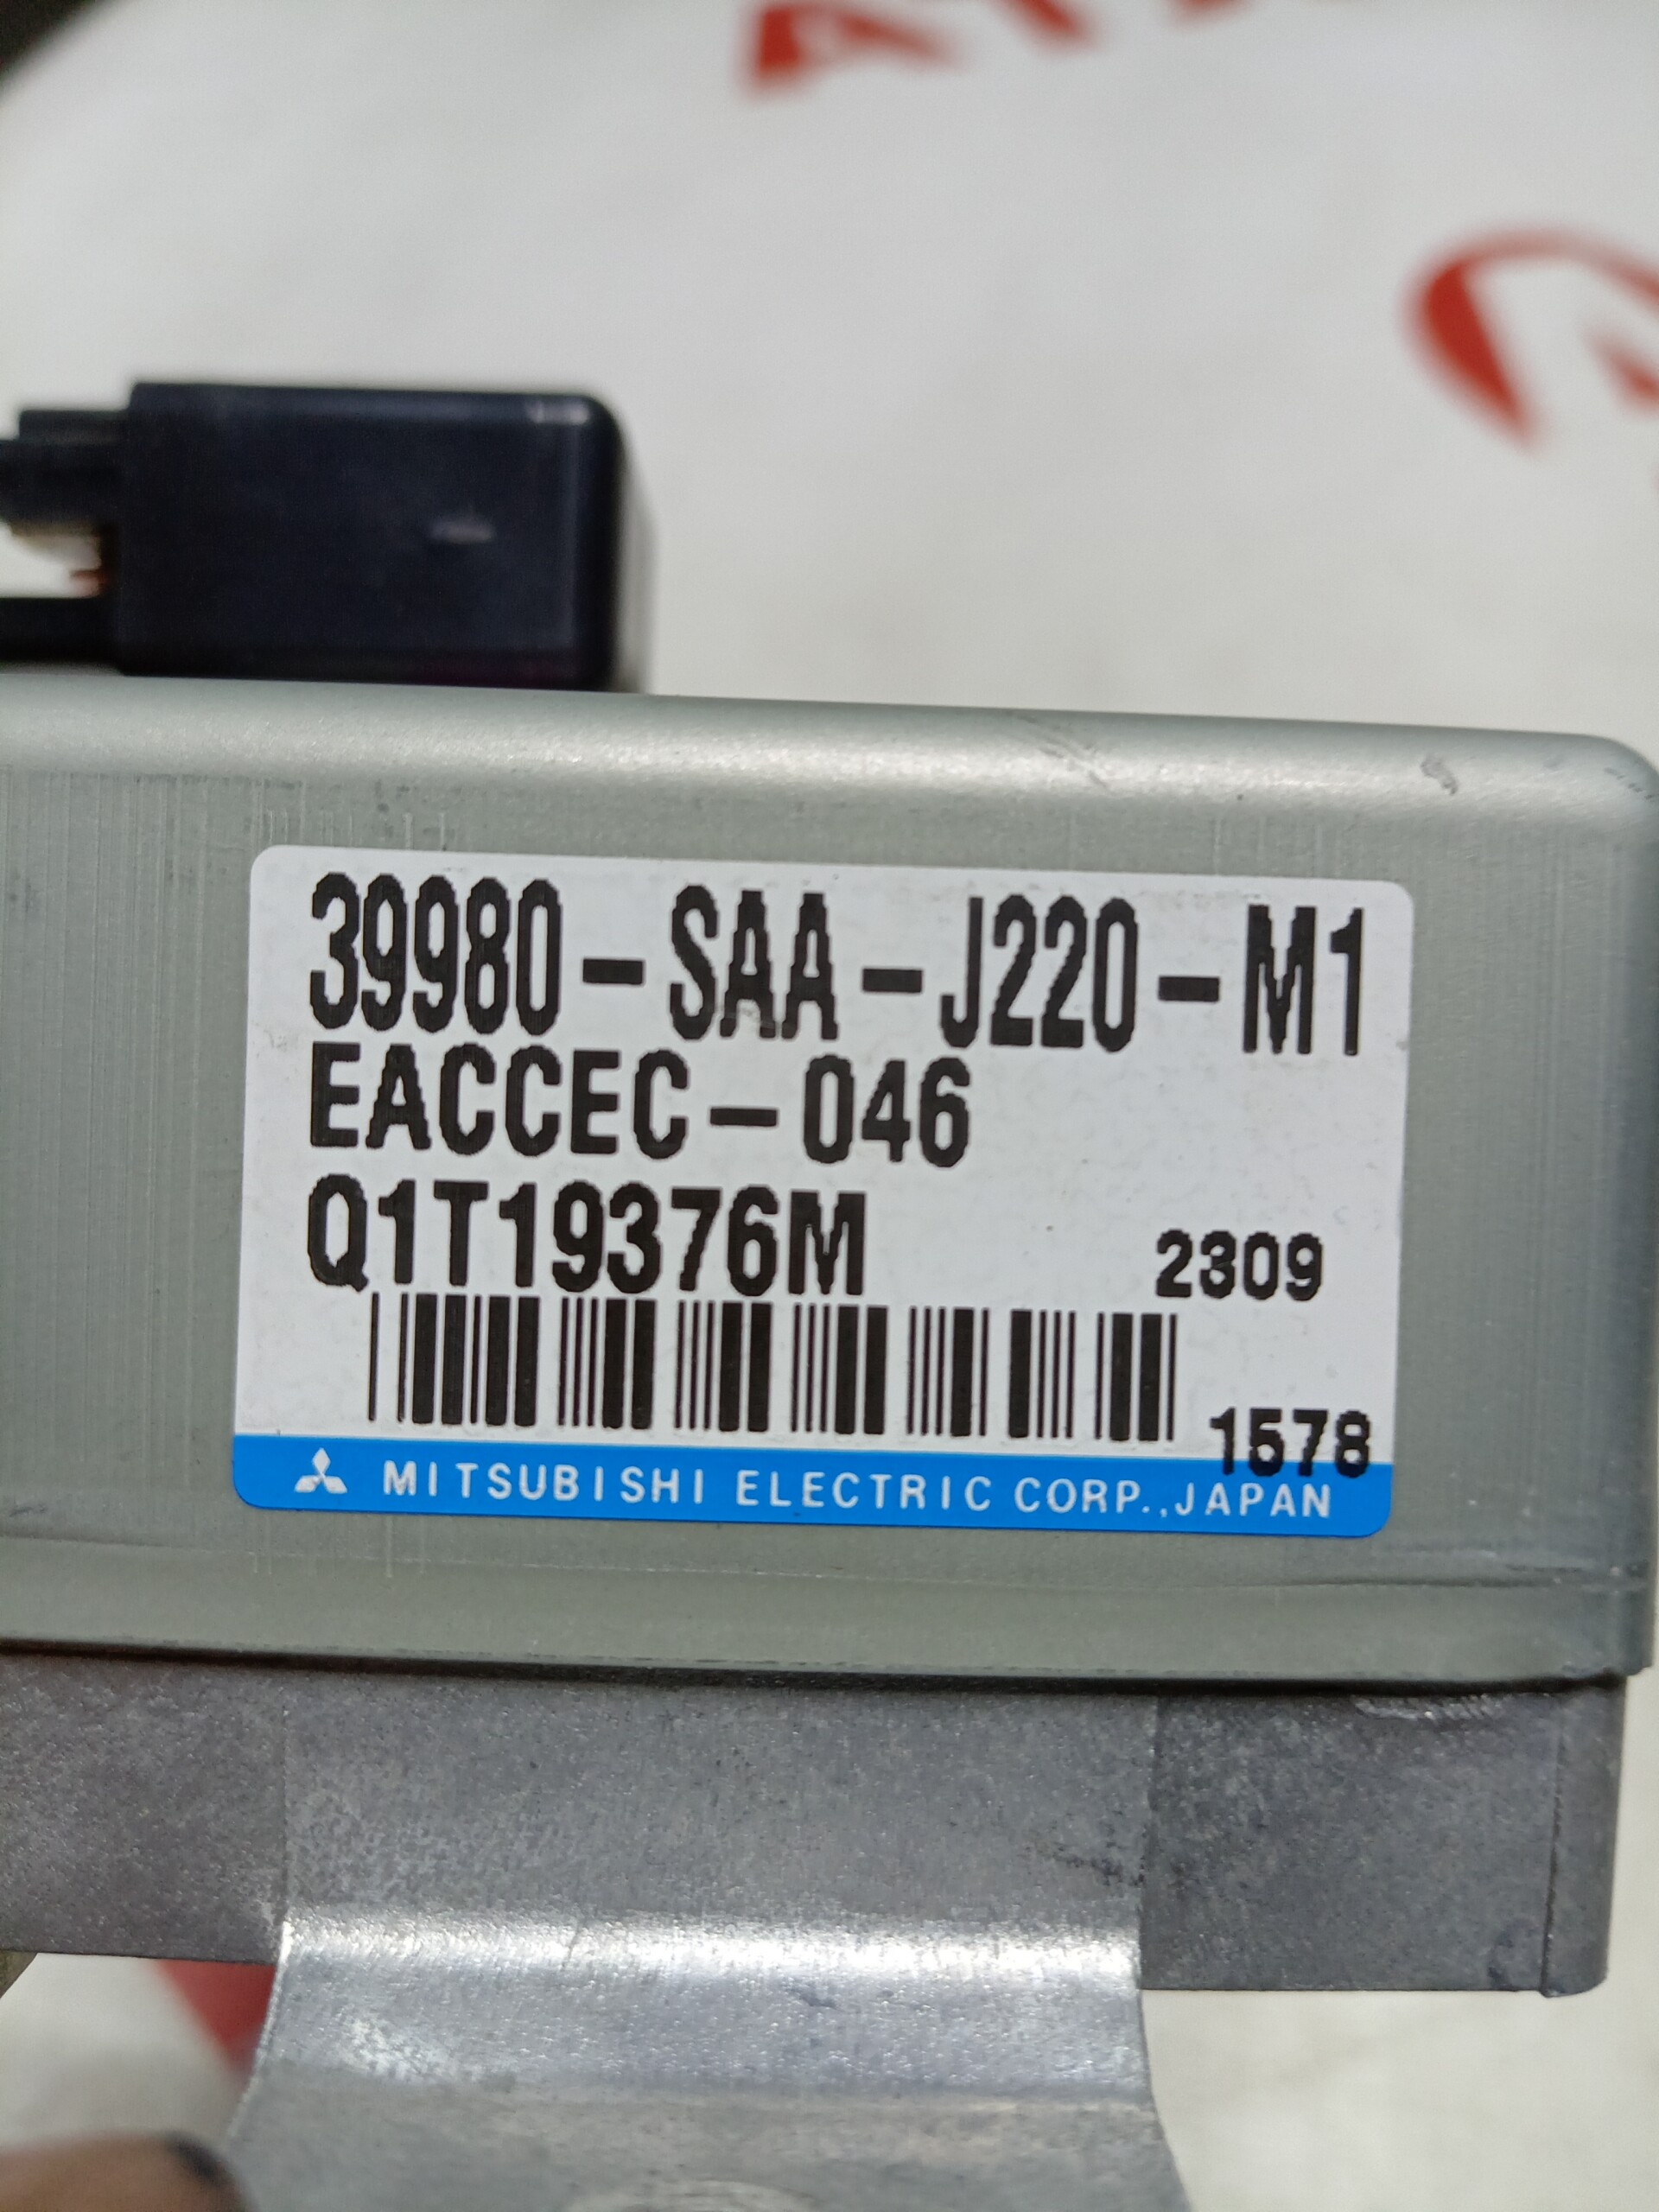 39980-SAA-J220-M1
EACCEC-046
Q1T19376M 2309
1578
MITSUBISHI ELECTRIC CORP.,JAPAN